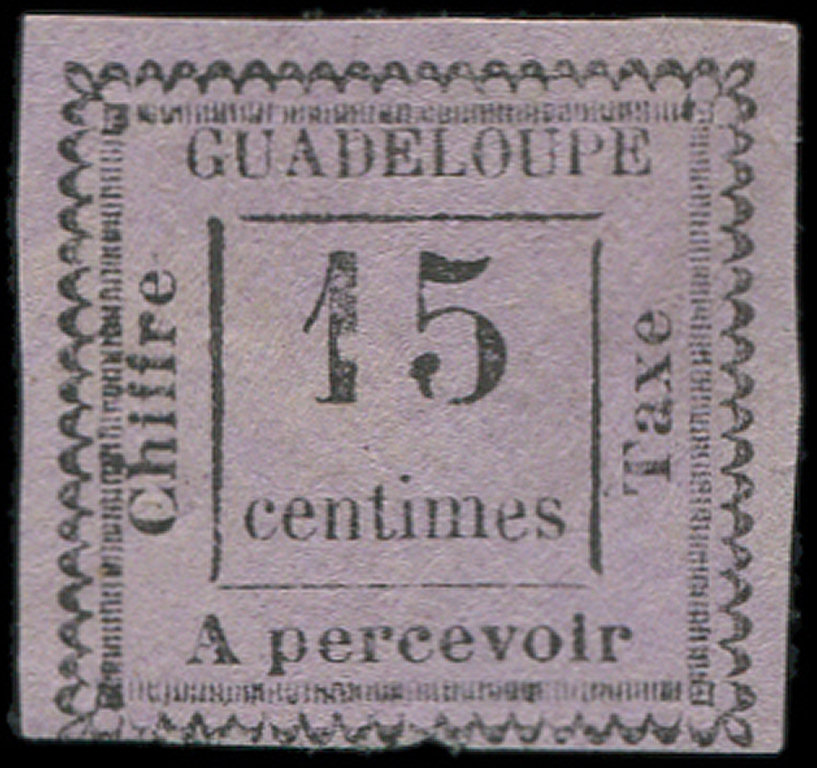 GUADELOUPE
Chiffre
15
centimes
Taxe
A percevoir